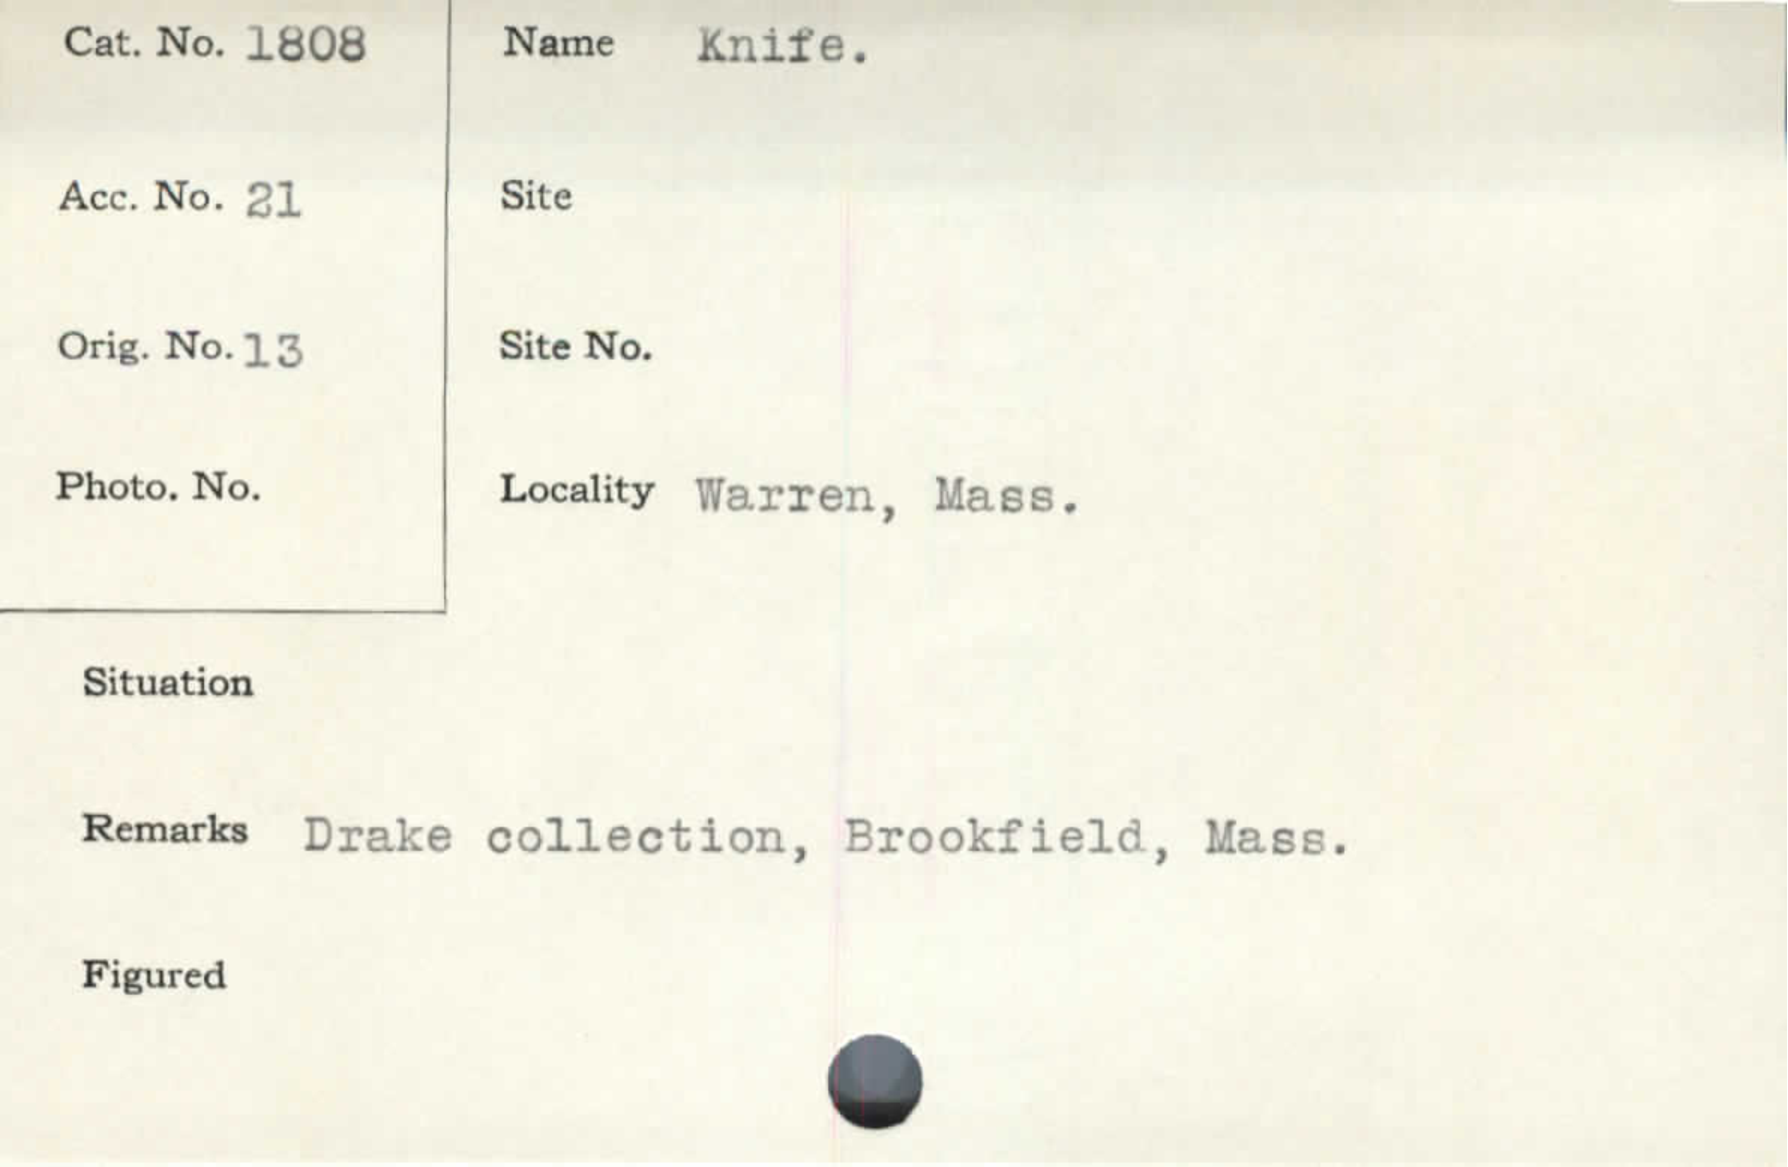 Cat. No. 1808
Name Knife.
Acc. No. 21
Site
Orig. No. 13
Site No.
Photo. No.
Locality Warren, Mass.
Situation
Remarks Drake collection, Brookfield, Mass.
Figured